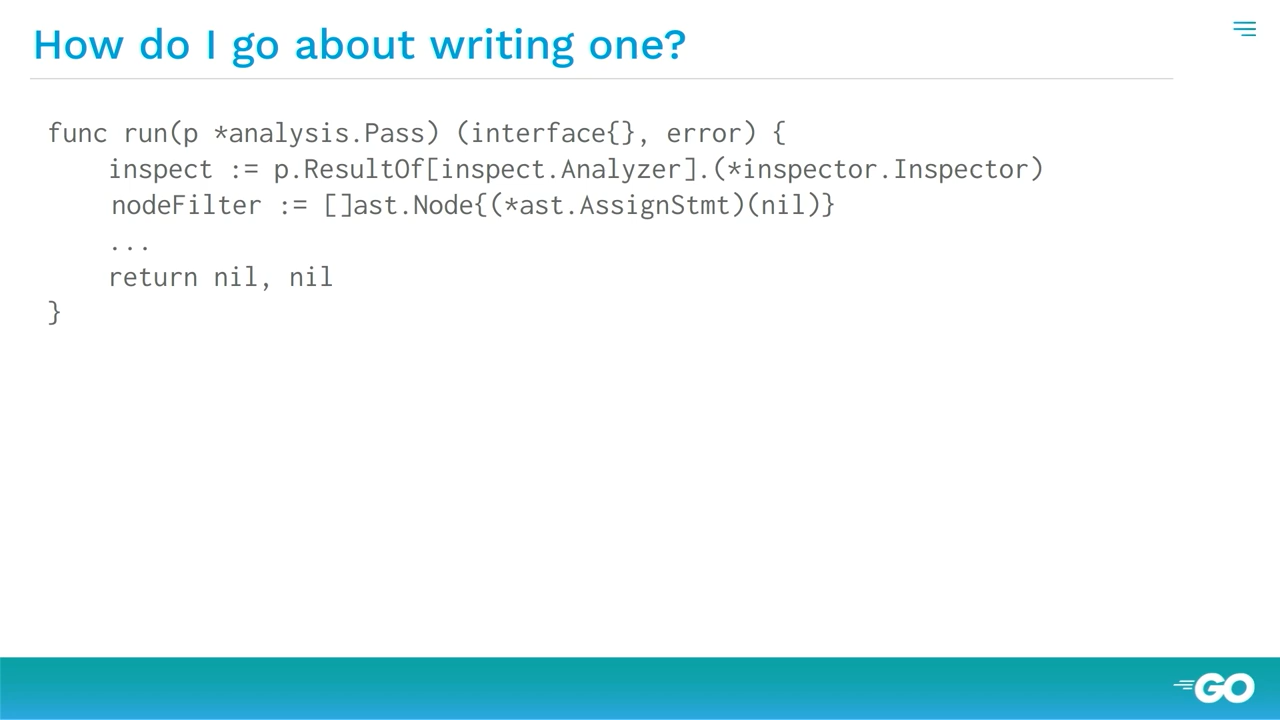 How do I go about writing one?
func run(p *analysis.Pass) (interface{}, error) {
    inspect := p.ResultOf[inspect.Analyzer].(*inspector.Inspector)
    nodeFilter := []ast.Node{(*ast.AssignStmt)(nil)}
    ...
    return nil, nil
}
GO